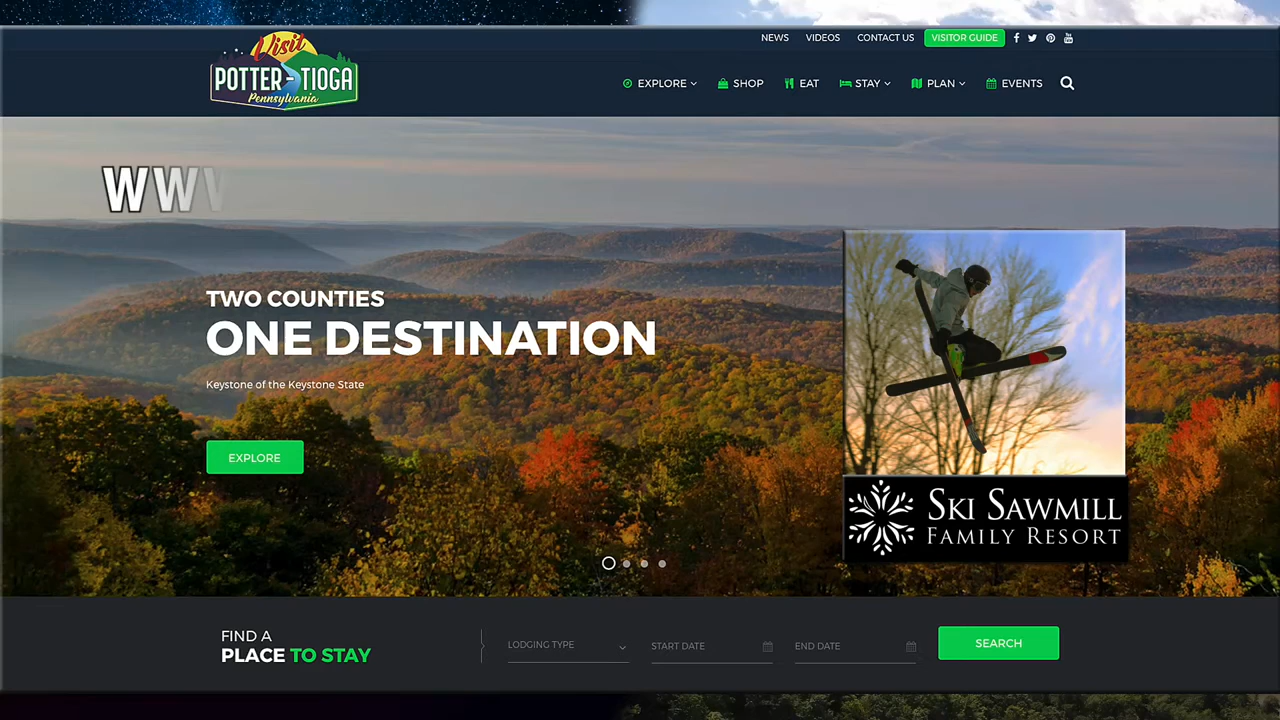 NEWS VIDEOS CONTACT US VISITOR GUIDE
Visit
POTTER-TIOGA
Pennsylvania
EXPLORE SHOP EAT STAY PLAN EVENTS
WWW
TWO COUNTIES
ONE DESTINATION
Keystone of the Keystone State
EXPLORE
SKI SAWMILL
FAMILY RESORT
FIND A
PLACE TO STAY
LODGING TYPE
START DATE
END DATE
SEARCH